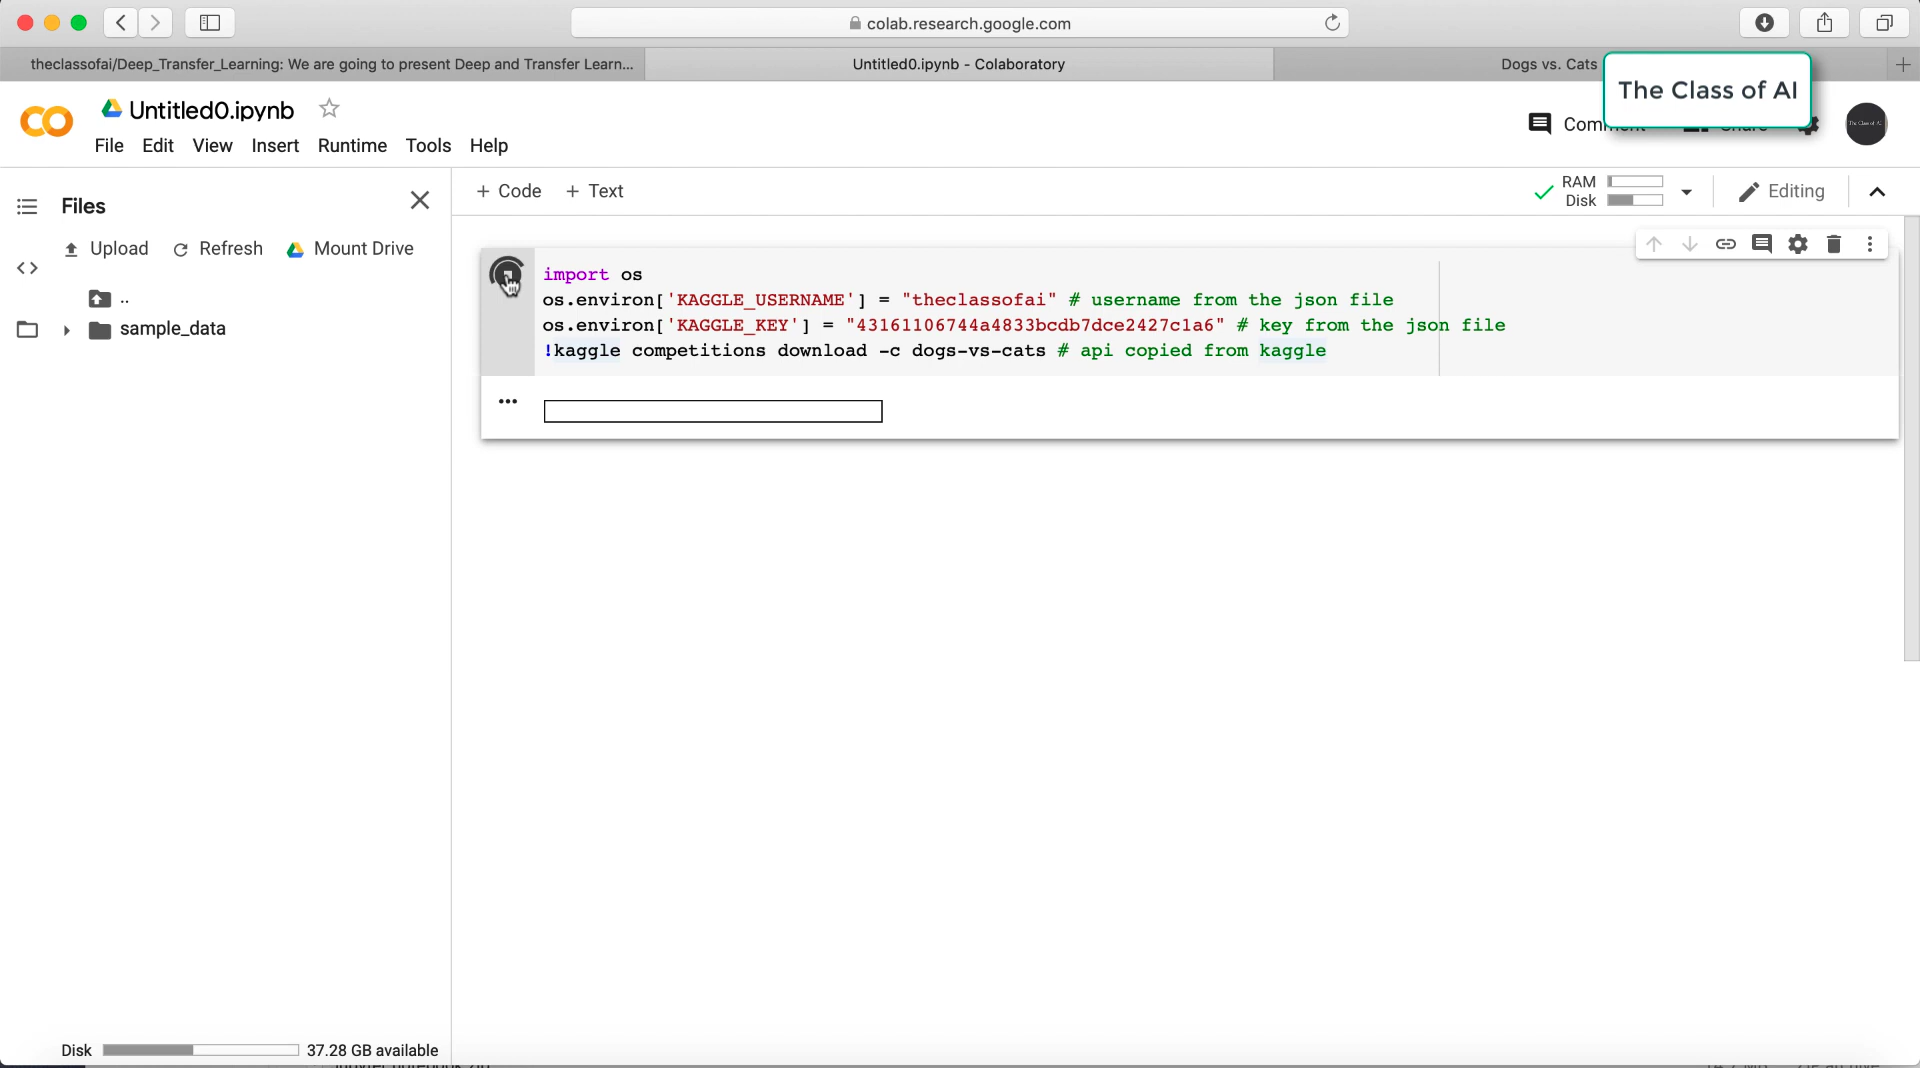 colab.research.google.com
theclassofai/Deep_Transfer_Learning: We are going to present Deep and Transfer Learn...
Untitled0.ipynb - Colaboratory
Dogs vs. Cats
The Class of AI
Untitled0.ipynb
Comment
Share
File Edit View Insert Runtime Tools Help
Files
+ Code + Text
RAM
Disk
Editing
Upload Refresh Mount Drive
..
sample_data
import os
os.environ['KAGGLE_USERNAME'] = "theclassofai" # username from the json file
os.environ['KAGGLE_KEY'] = "43161106744a4833bcdb7dce2427c1a6" # key from the json file
!kaggle competitions download -c dogs-vs-cats # api copied from kaggle
Disk 37.28 GB available